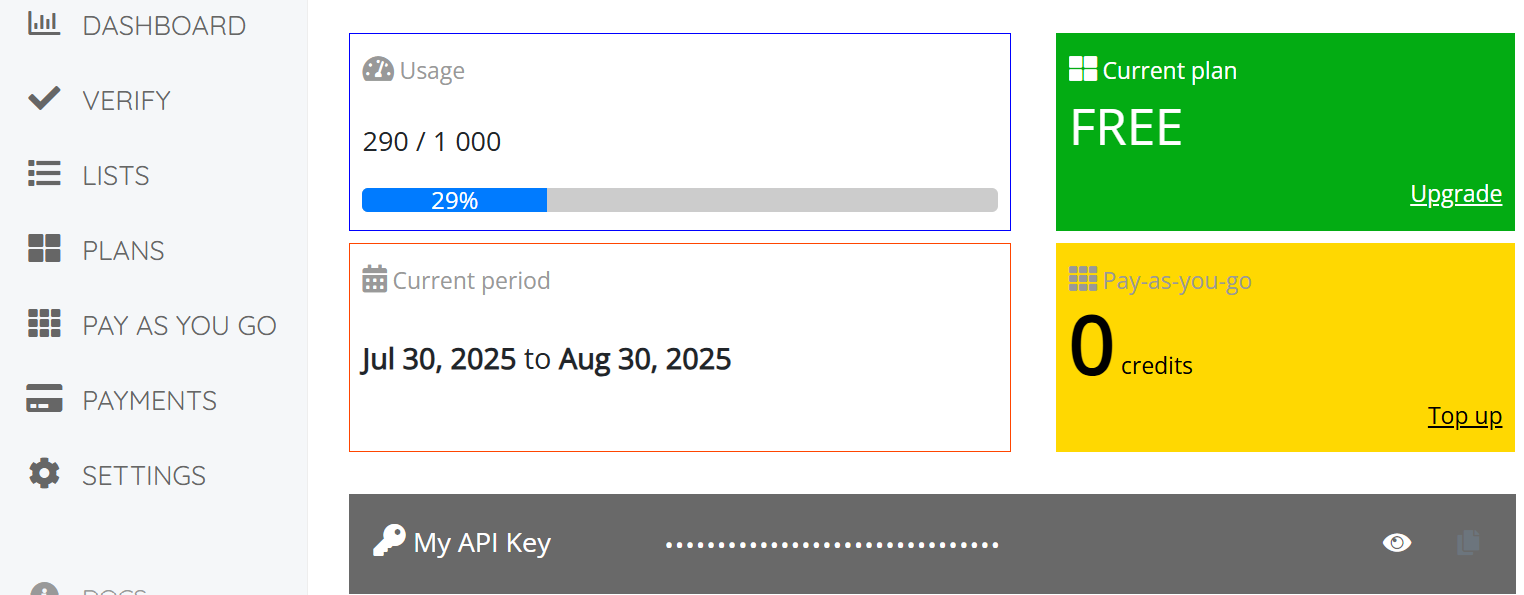 DASHBOARD
VERIFY
LISTS
PLANS
PAY AS YOU GO
PAYMENTS
SETTINGS
DOCS
Usage
290 / 1 000
29%
Current plan
FREE
Upgrade
Current period
Jul 30, 2025 to Aug 30, 2025
Pay-as-you-go
0 credits
Top up
My API Key